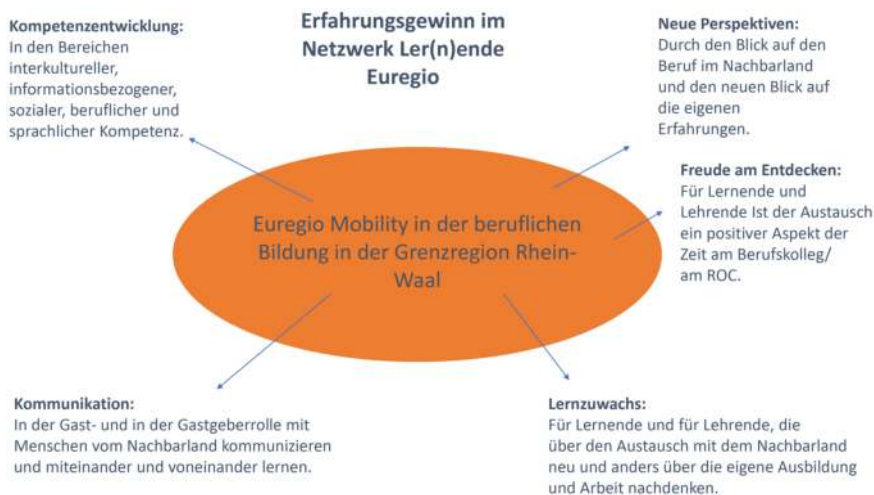 Erfahrungsgewinn im
Netzwerk Ler(n)ende
Euregio
Kompetenzentwicklung:
In den Bereichen
interkultureller,
informationsbezogener,
sozialer, beruflicher und
sprachlicher Kompetenz.
Neue Perspektiven:
Durch den Blick auf den
Beruf im Nachbarland
und den neuen Blick auf
die eigenen
Erfahrungen.
Freude am Entdecken:
Für Lernende und
Lehrende Ist der Austausch
ein positiver Aspekt der
Zeit am Berufskolleg/
am ROC.
Euregio Mobility in der beruflichen
Bildung in der Grenzregion Rhein-
Waal
Kommunikation:
In der Gast- und in der Gastgeberrolle mit
Menschen vom Nachbarland kommunizieren
und miteinander und voneinander lernen.
Lernzuwachs:
Für Lernende und für Lehrende, die
über den Austausch mit dem Nachbarland
neu und anders über die eigene Ausbildung
und Arbeit nachdenken.